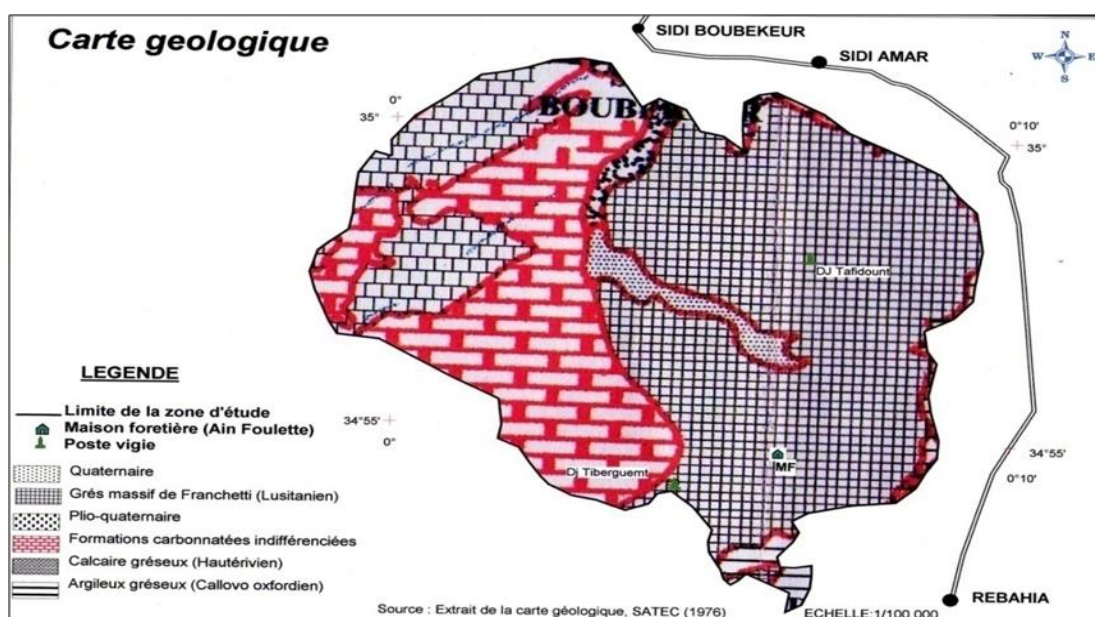 Carte geologique
SIDI BOUBEKEUR
SIDI AMAR
N
W E
S
BOUB
0°
35°
0°10'
35°
DJ Tafidount
34°55'
0°
Dj Tiberguemt
MF
34°55'
0°10'
REBAHIA
LEGENDE
Limite de la zone d'étude
Maison foretière (Ain Foulette)
Poste vigie
Quaternaire
Grés massif de Franchetti (Lusitanien)
Plio-quaternaire
Formations carbonnatées indifférenciées
Calcaire gréseux (Hautérivien)
Argileux gréseux (Callovo oxfordien)
Source : Extrait de la carte géologique, SATEC (1976)
ECHELLE:1/100 000